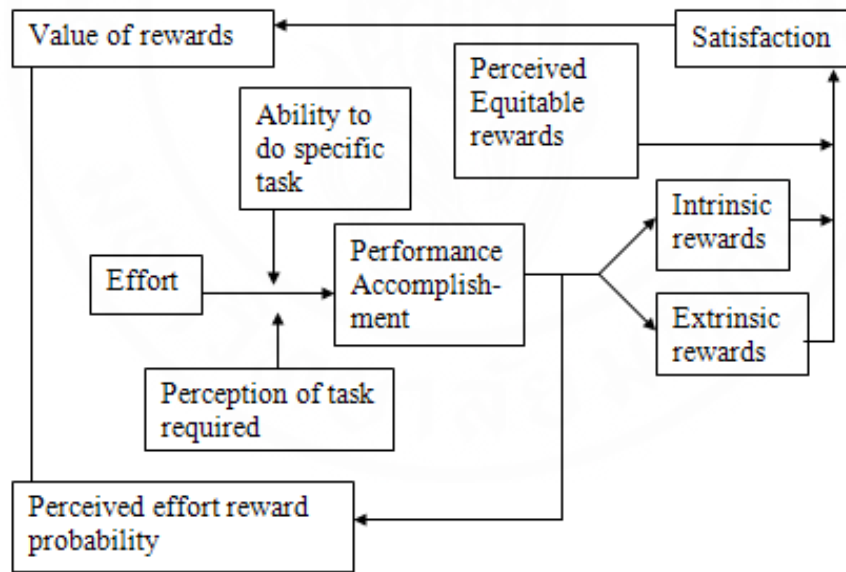 Value of rewards
Satisfaction
Perceived
Equitable
rewards
Ability to
do specific
task
Intrinsic
rewards
Performance
Accomplish-
ment
Effort
Extrinsic
rewards
Perception of task
required
Perceived effort reward
probability